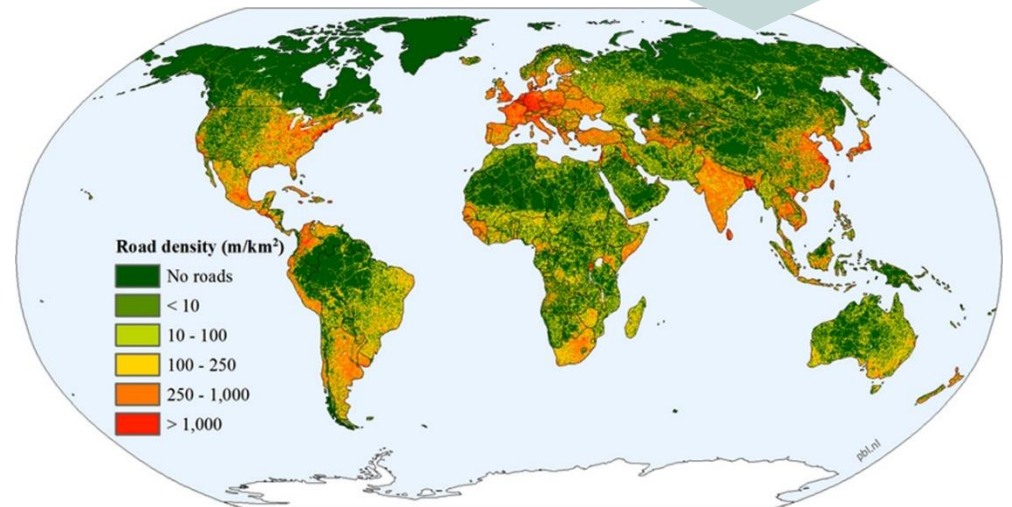 Road density (m/km²)
No roads
< 10
10 - 100
100 - 250
250 - 1,000
> 1,000
pbl.nl